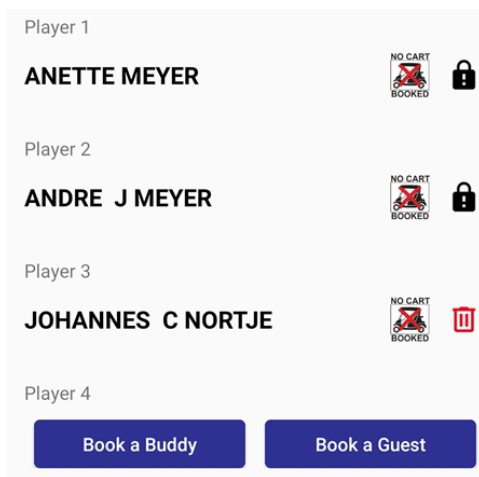 Player 1
NO CART
ANETTE MEYER
BOOKED
Player 2
NO CART
ANDRE J MEYER
BOOKED
Player 3
NO CART
JOHANNES C NORTJE
BOOKED
Player 4
Book a Buddy Book a Guest